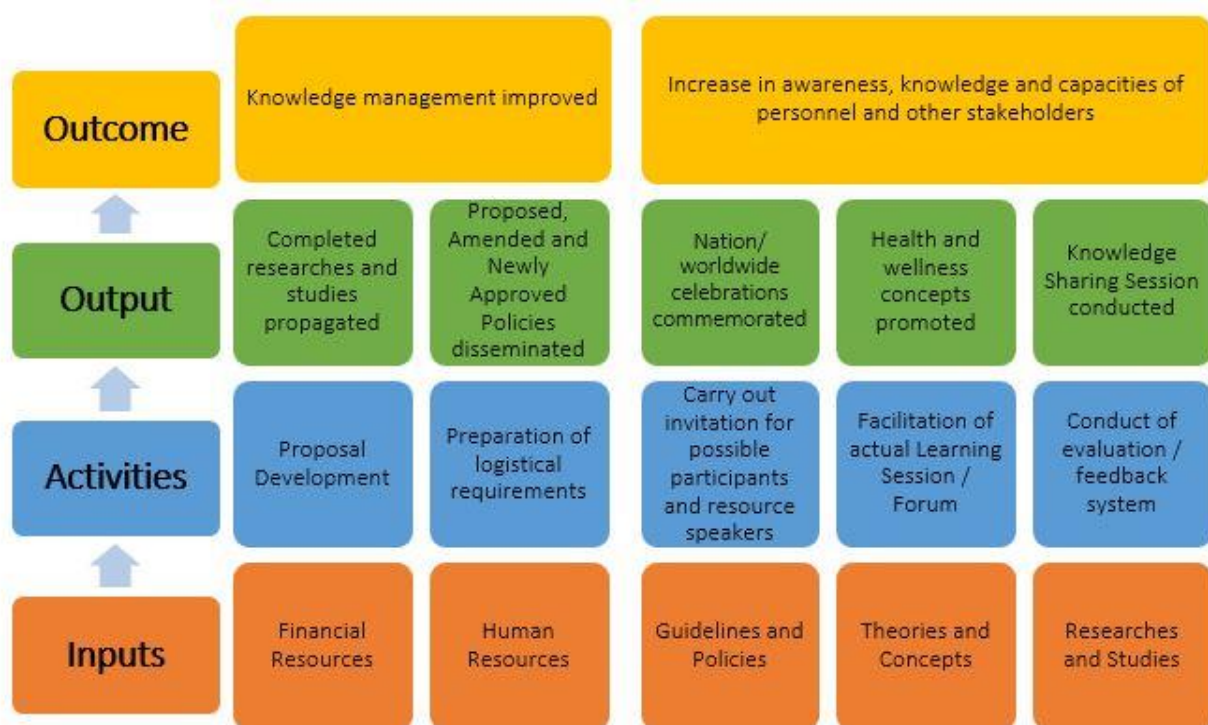 Outcome
Knowledge management improved
Increase in awareness, knowledge and capacities of
personnel and other stakeholders
Output
Completed
researches and
studies
propagated
Proposed,
Amended and
Newly
Approved
Policies
disseminated
Nation/
worldwide
celebrations
commemorated
Health and
wellness
concepts
promoted
Knowledge
Sharing Session
conducted
Activities
Proposal
Development
Preparation of
logistical
requirements
Carry out
invitation for
possible
participants
and resource
speakers
Facilitation of
actual Learning
Session /
Forum
Conduct of
evaluation /
feedback
system
Inputs
Financial
Resources
Human
Resources
Guidelines and
Policies
Theories and
Concepts
Researches
and Studies